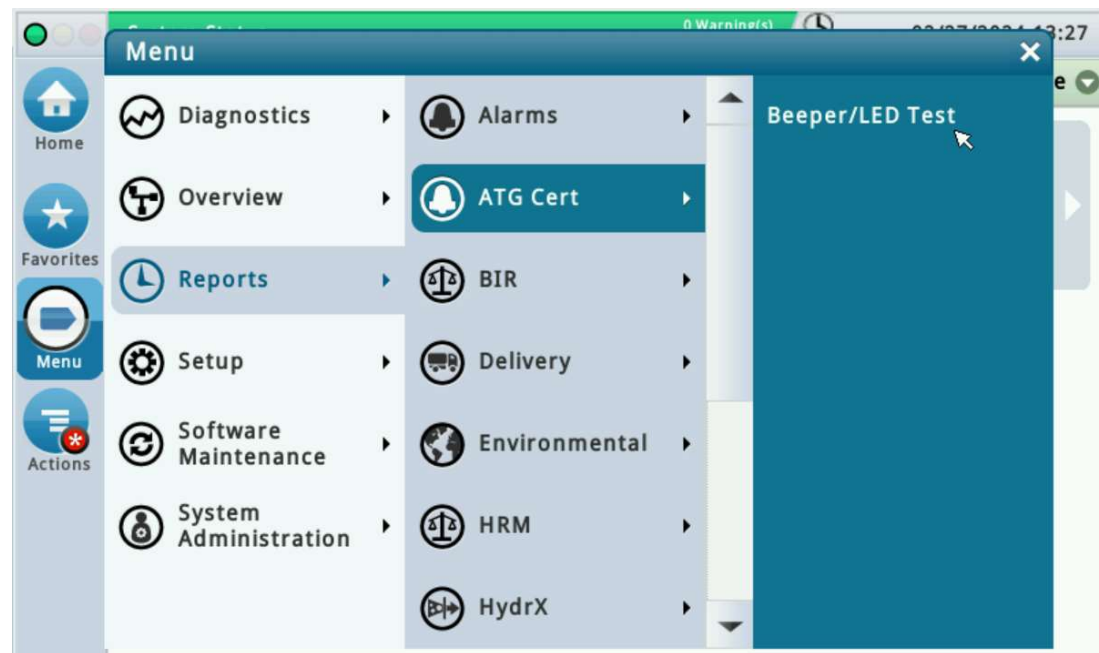 0 Warning(s)
:27
Menu
Home
Favorites
Menu
Actions
Diagnostics
Overview
Reports
Setup
Software
Maintenance
System
Administration
Alarms
ATG Cert
BIR
Delivery
Environmental
HRM
HydrX
Beeper/LED Test